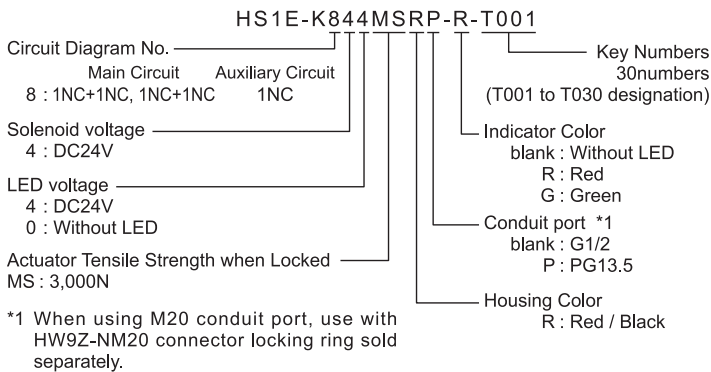 HS1E-K844MSRP-R-T001
Circuit Diagram No.
Main Circuit Auxiliary Circuit
8 : 1NC+1NC, 1NC+1NC 1NC
Solenoid voltage
4 : DC24V
LED voltage
4 : DC24V
0 : Without LED
Actuator Tensile Strength when Locked
MS : 3,000N
*1 When using M20 conduit port, use with
HW9Z-NM20 connector locking ring sold
separately.
Key Numbers
30numbers
(T001 to T030 designation)
Indicator Color
blank : Without LED
R : Red
G : Green
Conduit port *1
blank : G1/2
P : PG13.5
Housing Color
R : Red / Black